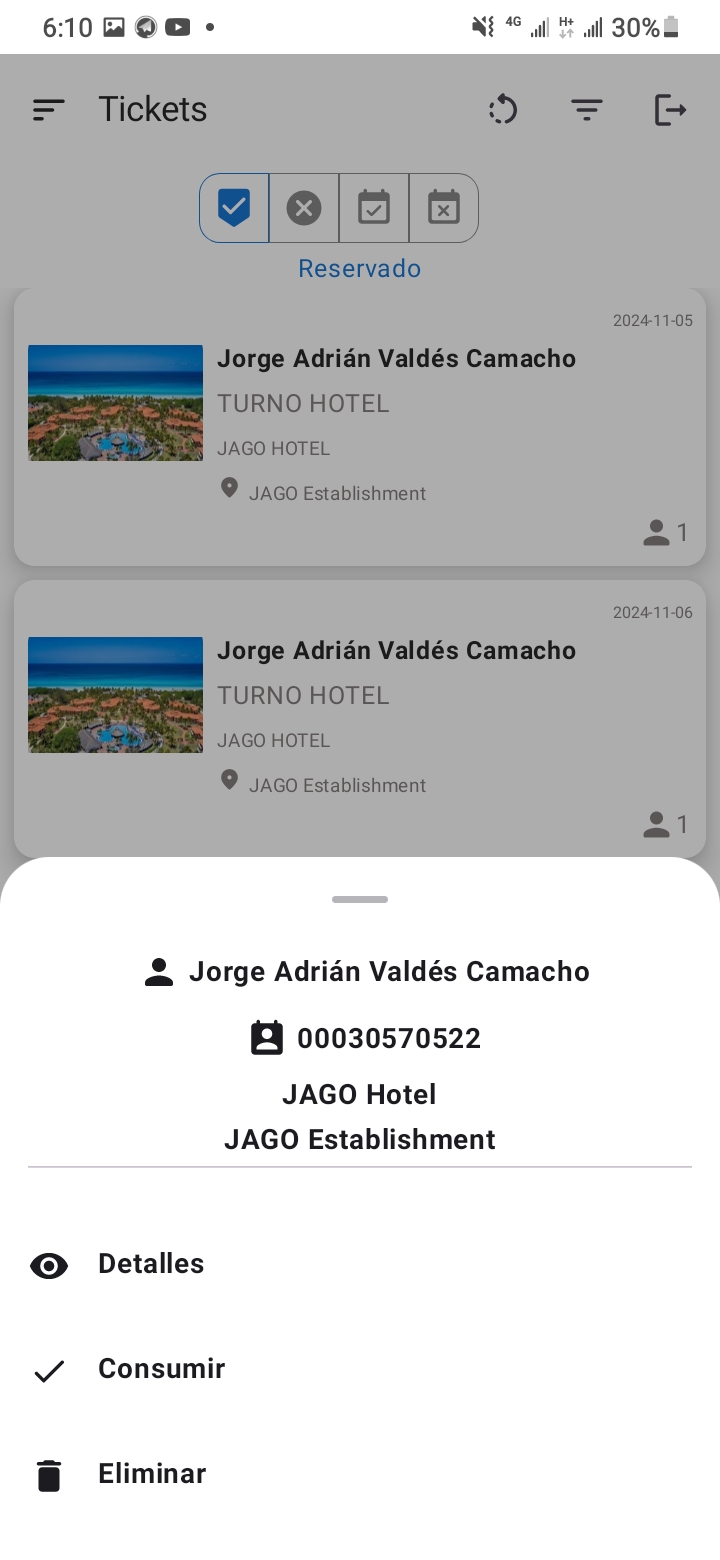 6:10 4G H+ 30%
Tickets
Reservado
2024-11-05
Jorge Adrián Valdés Camacho
TURNO HOTEL
JAGO HOTEL
JAGO Establishment
1
2024-11-06
Jorge Adrián Valdés Camacho
TURNO HOTEL
JAGO HOTEL
JAGO Establishment
1
Jorge Adrián Valdés Camacho
00030570522
JAGO Hotel
JAGO Establishment
Detalles
Consumir
Eliminar